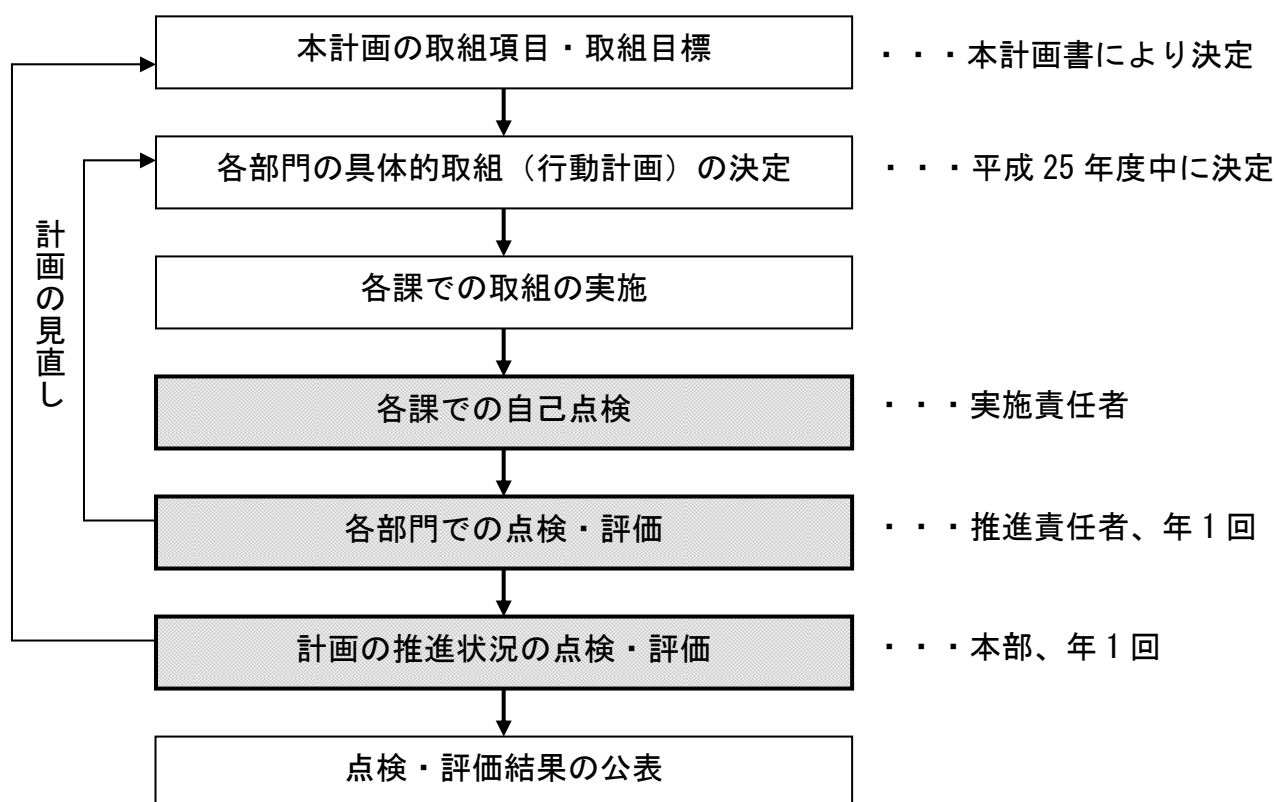 本計画の取組項目・取組目標 ・・・本計画書により決定
各部門の具体的取組（行動計画）の決定 ・・・平成 25 年度中に決定
計画の見直し
各課での取組の実施
各課での自己点検 ・・・実施責任者
各部門での点検・評価 ・・・推進責任者、年 1 回
計画の推進状況の点検・評価 ・・・本部、年 1 回
点検・評価結果の公表